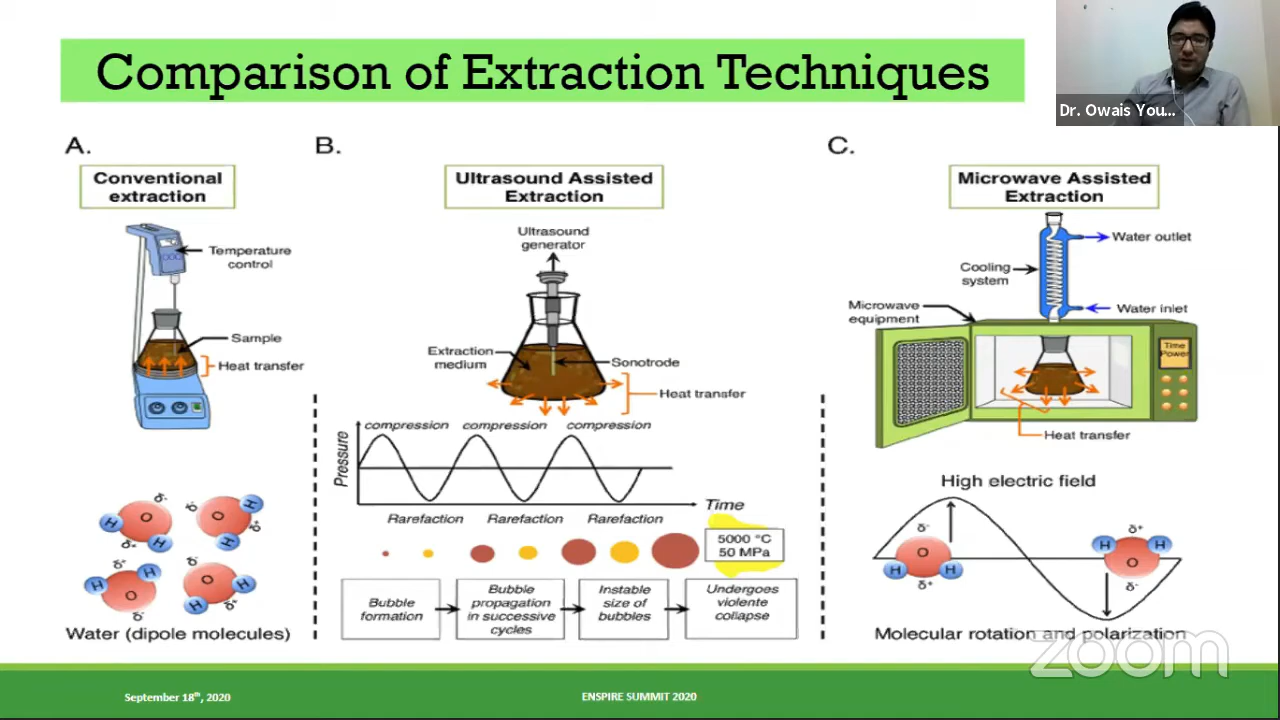 Comparison of Extraction Techniques
Dr. Owais You...
A.
Conventional
extraction
Temperature
control
Sample
Heat transfer
H
O
H
δ-
δ+
H
O
H
δ-
δ+
H
H
O
δ-
δ+
O
H
H
δ-
δ+
Water (dipole molecules)
B.
Ultrasound Assisted
Extraction
Ultrasound
generator
Extraction
medium
Sonotrode
Heat transfer
compression
compression
compression
Pressure
Time
Rarefaction
Rarefaction
Rarefaction
5000 °C
50 MPa
Bubble
formation
Bubble
propagation
in successive
cycles
Instable
size of
bubbles
Undergoes
violente
collapse
C.
Microwave Assisted
Extraction
Water outlet
Cooling
system
Water inlet
Microwave
equipment
Time
Power
Heat transfer
High electric field
δ-
O
H
H
δ+
δ+
H
H
O
δ-
Molecular rotation and polarization
zoom
September 18th, 2020
ENSPIRE SUMMIT 2020